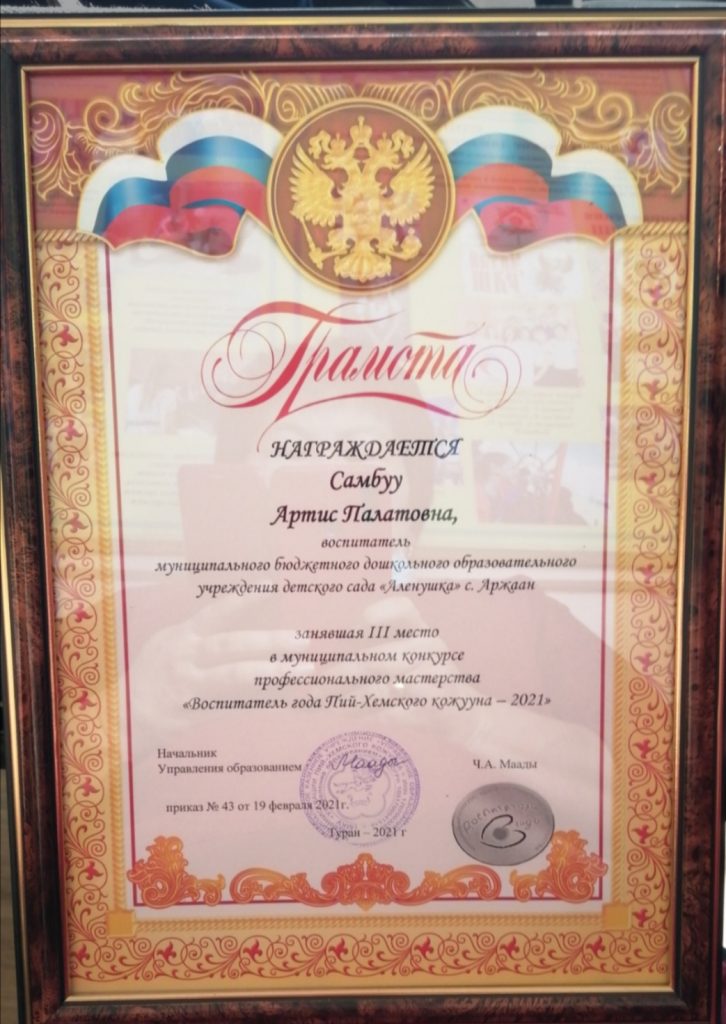 Грамота
НАГРАЖДАЕТСЯ
Самбуу
Артис Палатовна,
воспитатель
муниципального бюджетного дошкольного образовательного
учреждения детского сада «Аленушка» с. Аржаан
занявшая III место
в муниципальном конкурсе
профессионального мастерства
«Воспитатель года Пий-Хемского кожууна – 2021»
Начальник
Управления образованием
Ч.А. Маады
приказ № 43 от 19 февраля 2021г.
Туран – 2021 г
Воспитатель
года